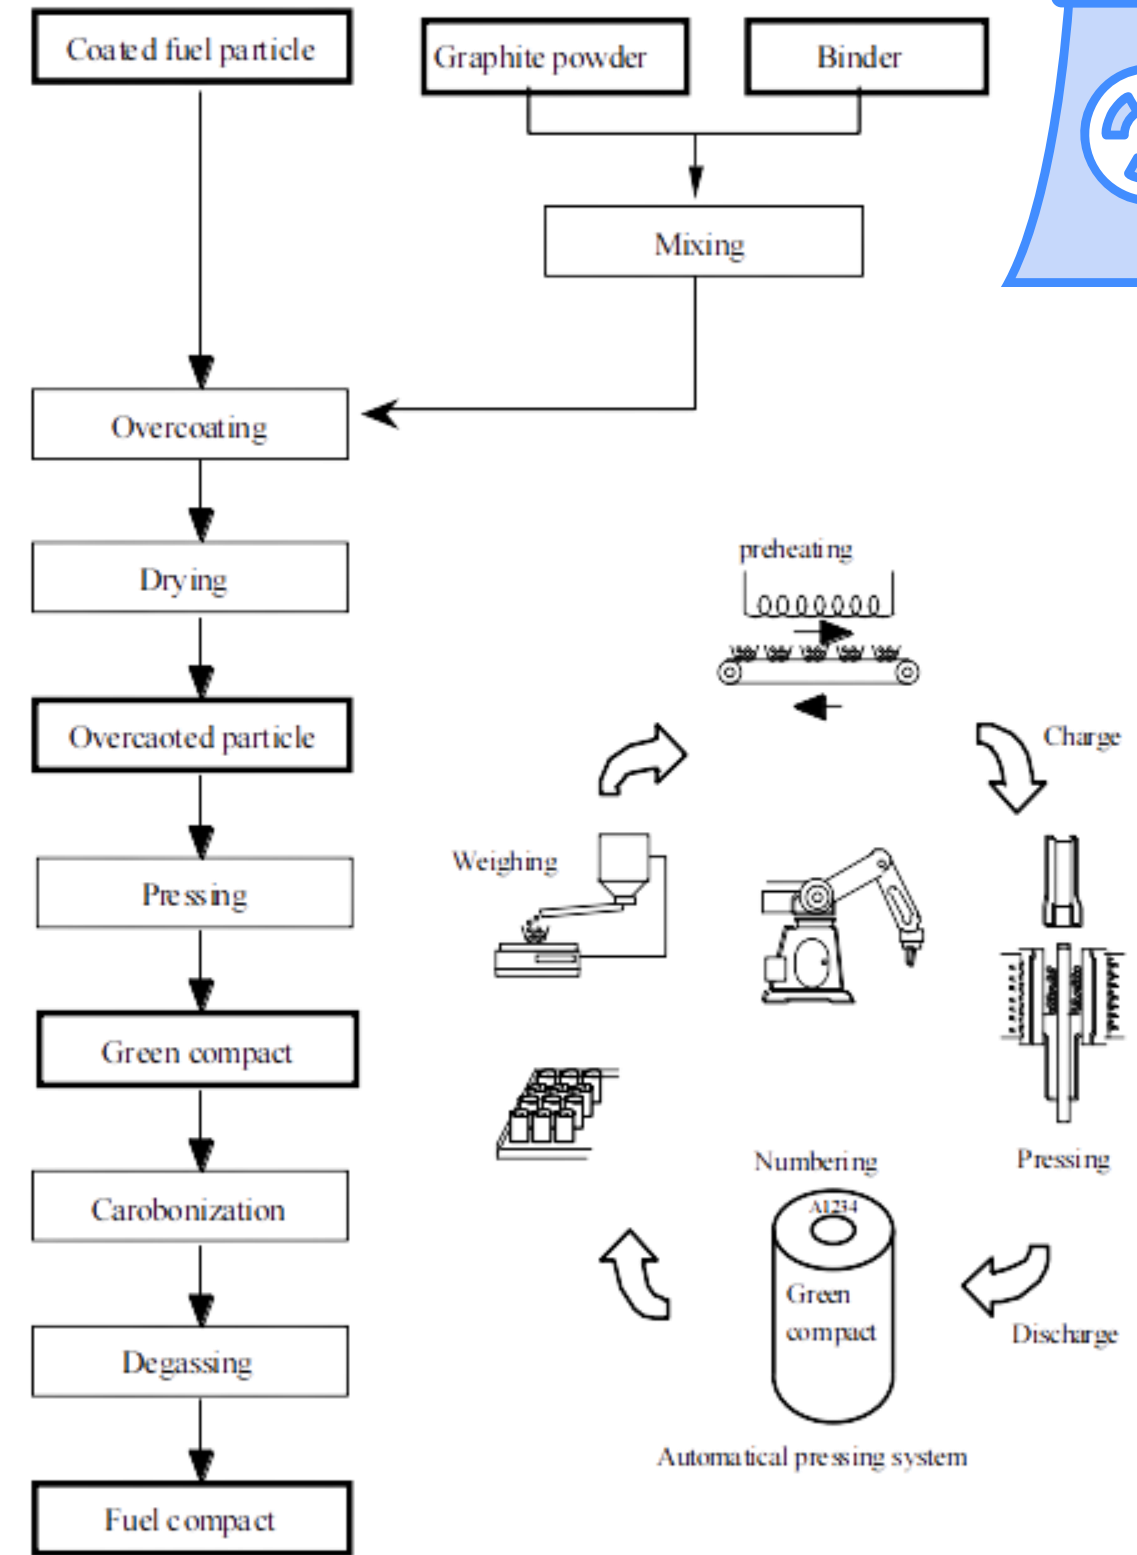 Coated fuel particle
Graphite powder
Binder
Mixing
Overcoating
Drying
Overcaoted particle
Pressing
Green compact
Carobonization
Degassing
Fuel compact
preheating
Charge
Weighing
Pressing
Numbering
A1234
Green
compact
Discharge
Automatical pressing system